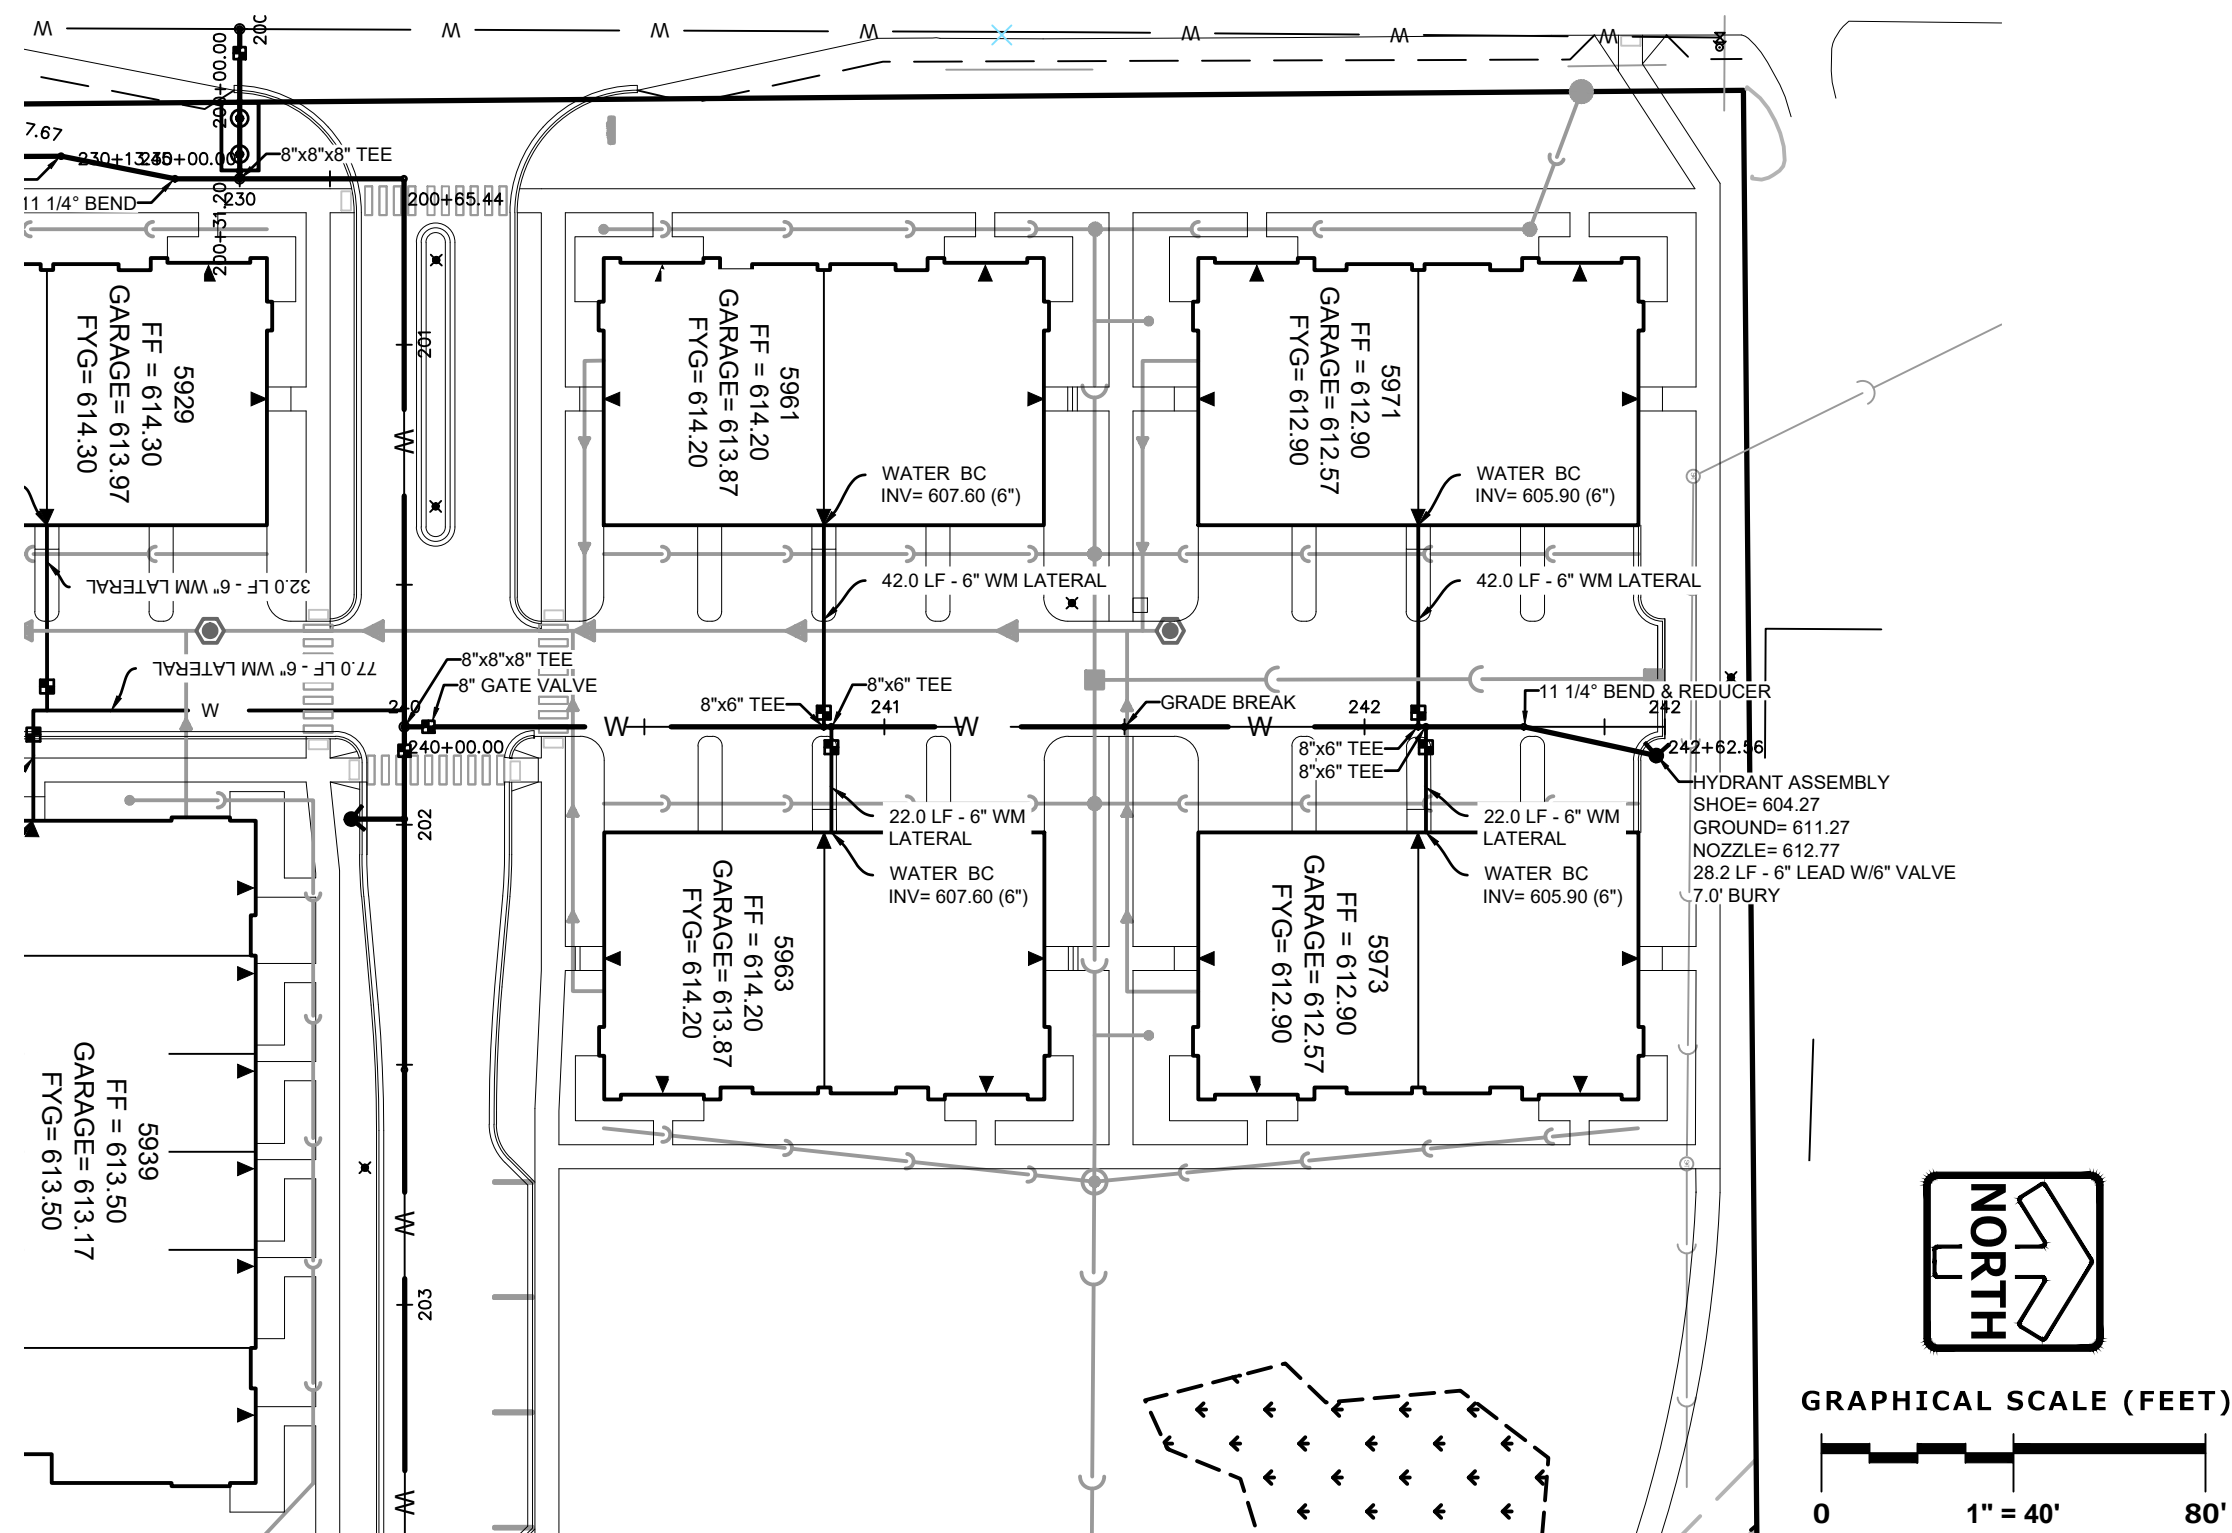 W
W
W
W
W
W
W
200+00.00
7.67
230+00.00
8"x8"x8" TEE
11 1/4° BEND
230
200+31.20
200+65.44
201
5929
FF = 614.30
GARAGE= 613.97
FYG= 614.30
5961
FF = 614.20
GARAGE= 613.87
FYG= 614.20
5971
FF = 612.90
GARAGE= 612.57
FYG= 612.90
W
WATER BC
INV= 607.60 (6")
WATER BC
INV= 605.90 (6")
32.0 LF - 6" WM LATERAL
42.0 LF - 6" WM LATERAL
42.0 LF - 6" WM LATERAL
77.0 LF - 6" WM LATERAL
8"x8"x8" TEE
8" GATE VALVE
W
240
240+00.00
8"x6" TEE
8"x6" TEE
W
241
W
GRADE BREAK
W
242
11 1/4° BEND & REDUCER
242
8"x6" TEE
8"x6" TEE
242+62.56
HYDRANT ASSEMBLY
SHOE= 604.27
GROUND= 611.27
NOZZLE= 612.77
28.2 LF - 6" LEAD W/6" VALVE
7.0' BURY
22.0 LF - 6" WM
LATERAL
22.0 LF - 6" WM
LATERAL
202
WATER BC
INV= 607.60 (6")
WATER BC
INV= 605.90 (6")
5963
FF = 614.20
GARAGE= 613.87
FYG= 614.20
5973
FF = 612.90
GARAGE= 612.57
FYG= 612.90
5939
FF = 613.50
GARAGE= 613.17
FYG= 613.50
W
203
W
NORTH
GRAPHICAL SCALE (FEET)
0 1" = 40' 80'